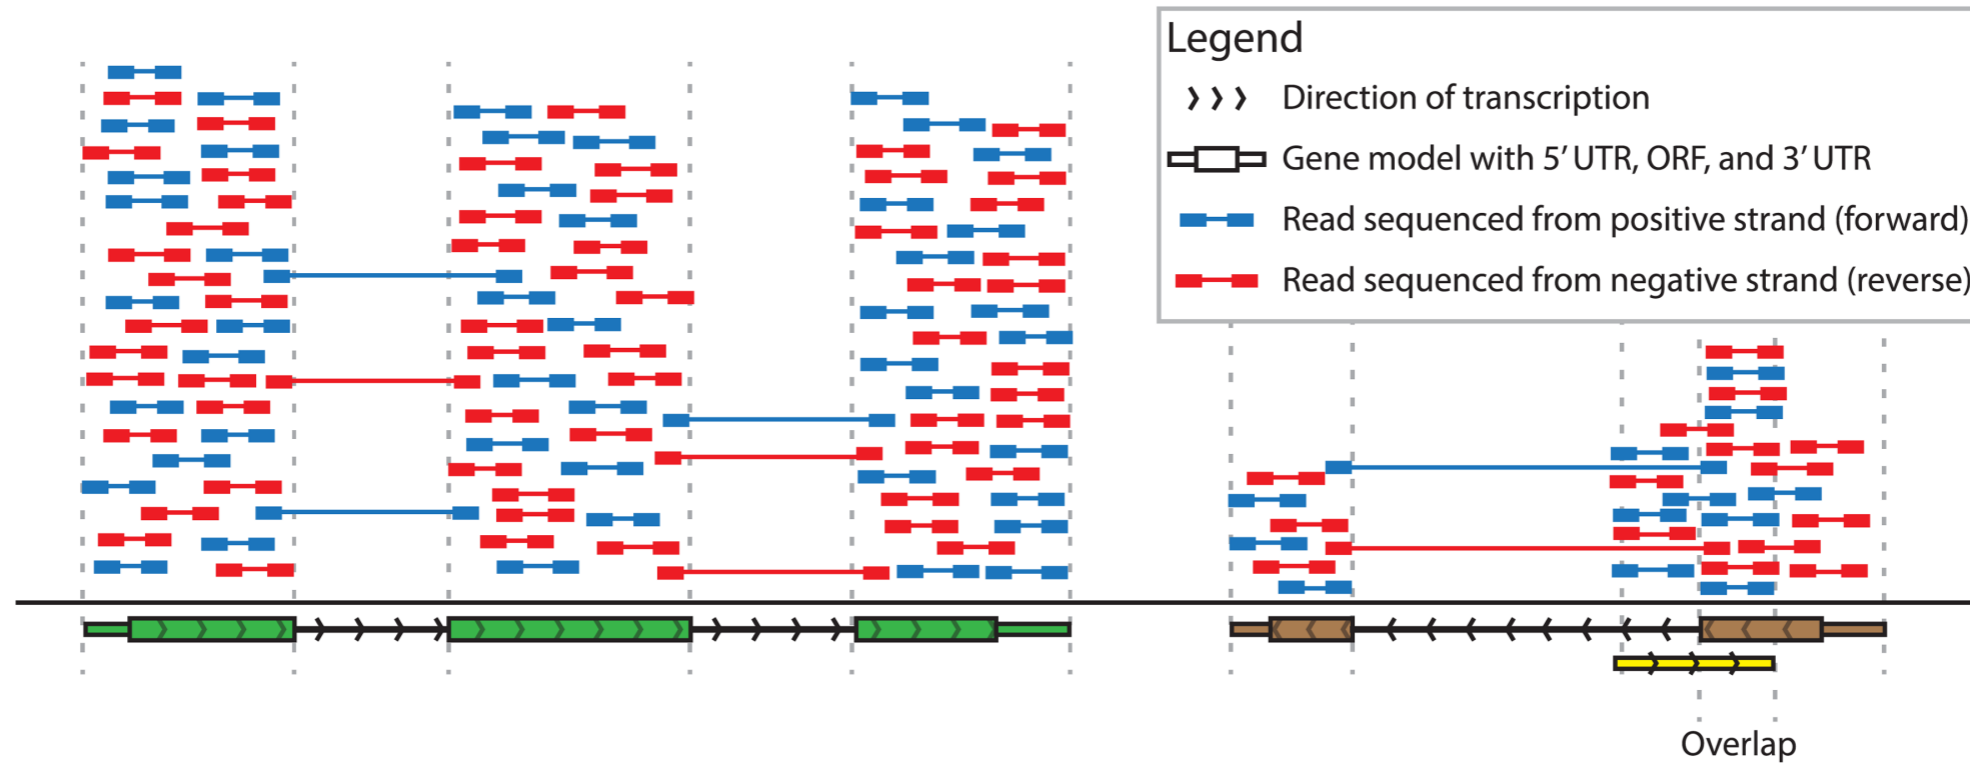 Legend
Direction of transcription
Gene model with 5′ UTR, ORF, and 3′ UTR
Read sequenced from positive strand (forward)
Read sequenced from negative strand (reverse)
Overlap